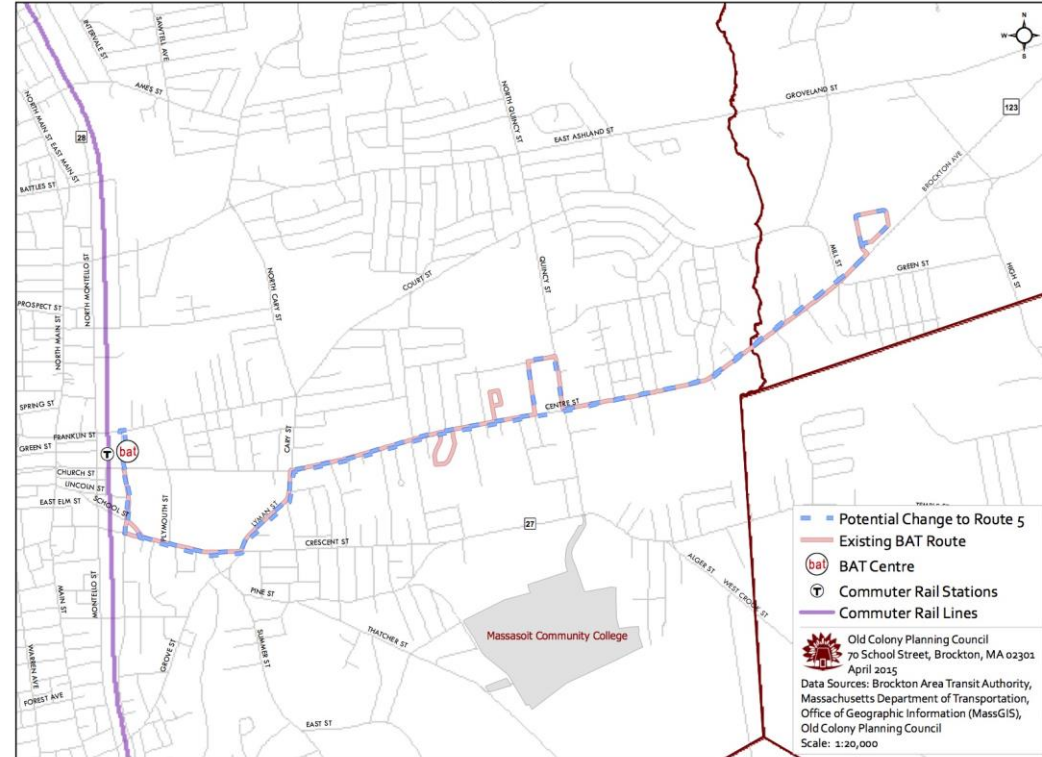 INTERVALE ST
SAWTELL AVE
N
W
E
S
AMES ST
NORTH QUINCY ST
GROVELAND ST
123
NORTH MAIN ST
EAST MAIN ST
28
EAST ASHLAND ST
BROCKTON AVE
BATTLES ST
NORTH MONTELLO ST
NORTH CARY ST
COURT ST
QUINCY ST
MILL ST
GREEN ST
HIGH ST
PROSPECT ST
NORTH MAIN ST
SPRING ST
CENTRE ST
FRANKLIN ST
GREEN ST
CARY ST
T
bat
CHURCH ST
LINCOLN ST
EAST ELM ST
SCHOOL ST
PLYMOUTH ST
LYMAN ST
27
CRESCENT ST
PINE ST
ALGER ST
WEST CROOK ST
MAIN ST
MONTELLO ST
THATCHER ST
Massasoit Community College
GROVE ST
SUMMER ST
WARREN AVE
FOREST AVE
EAST ST
Potential Change to Route 5
Existing BAT Route
bat BAT Centre
T Commuter Rail Stations
Commuter Rail Lines
Old Colony Planning Council
70 School Street, Brockton, MA 02301
April 2015
Data Sources: Brockton Area Transit Authority,
Massachusetts Department of Transportation,
Office of Geographic Information (MassGIS),
Old Colony Planning Council
Scale: 1:20,000